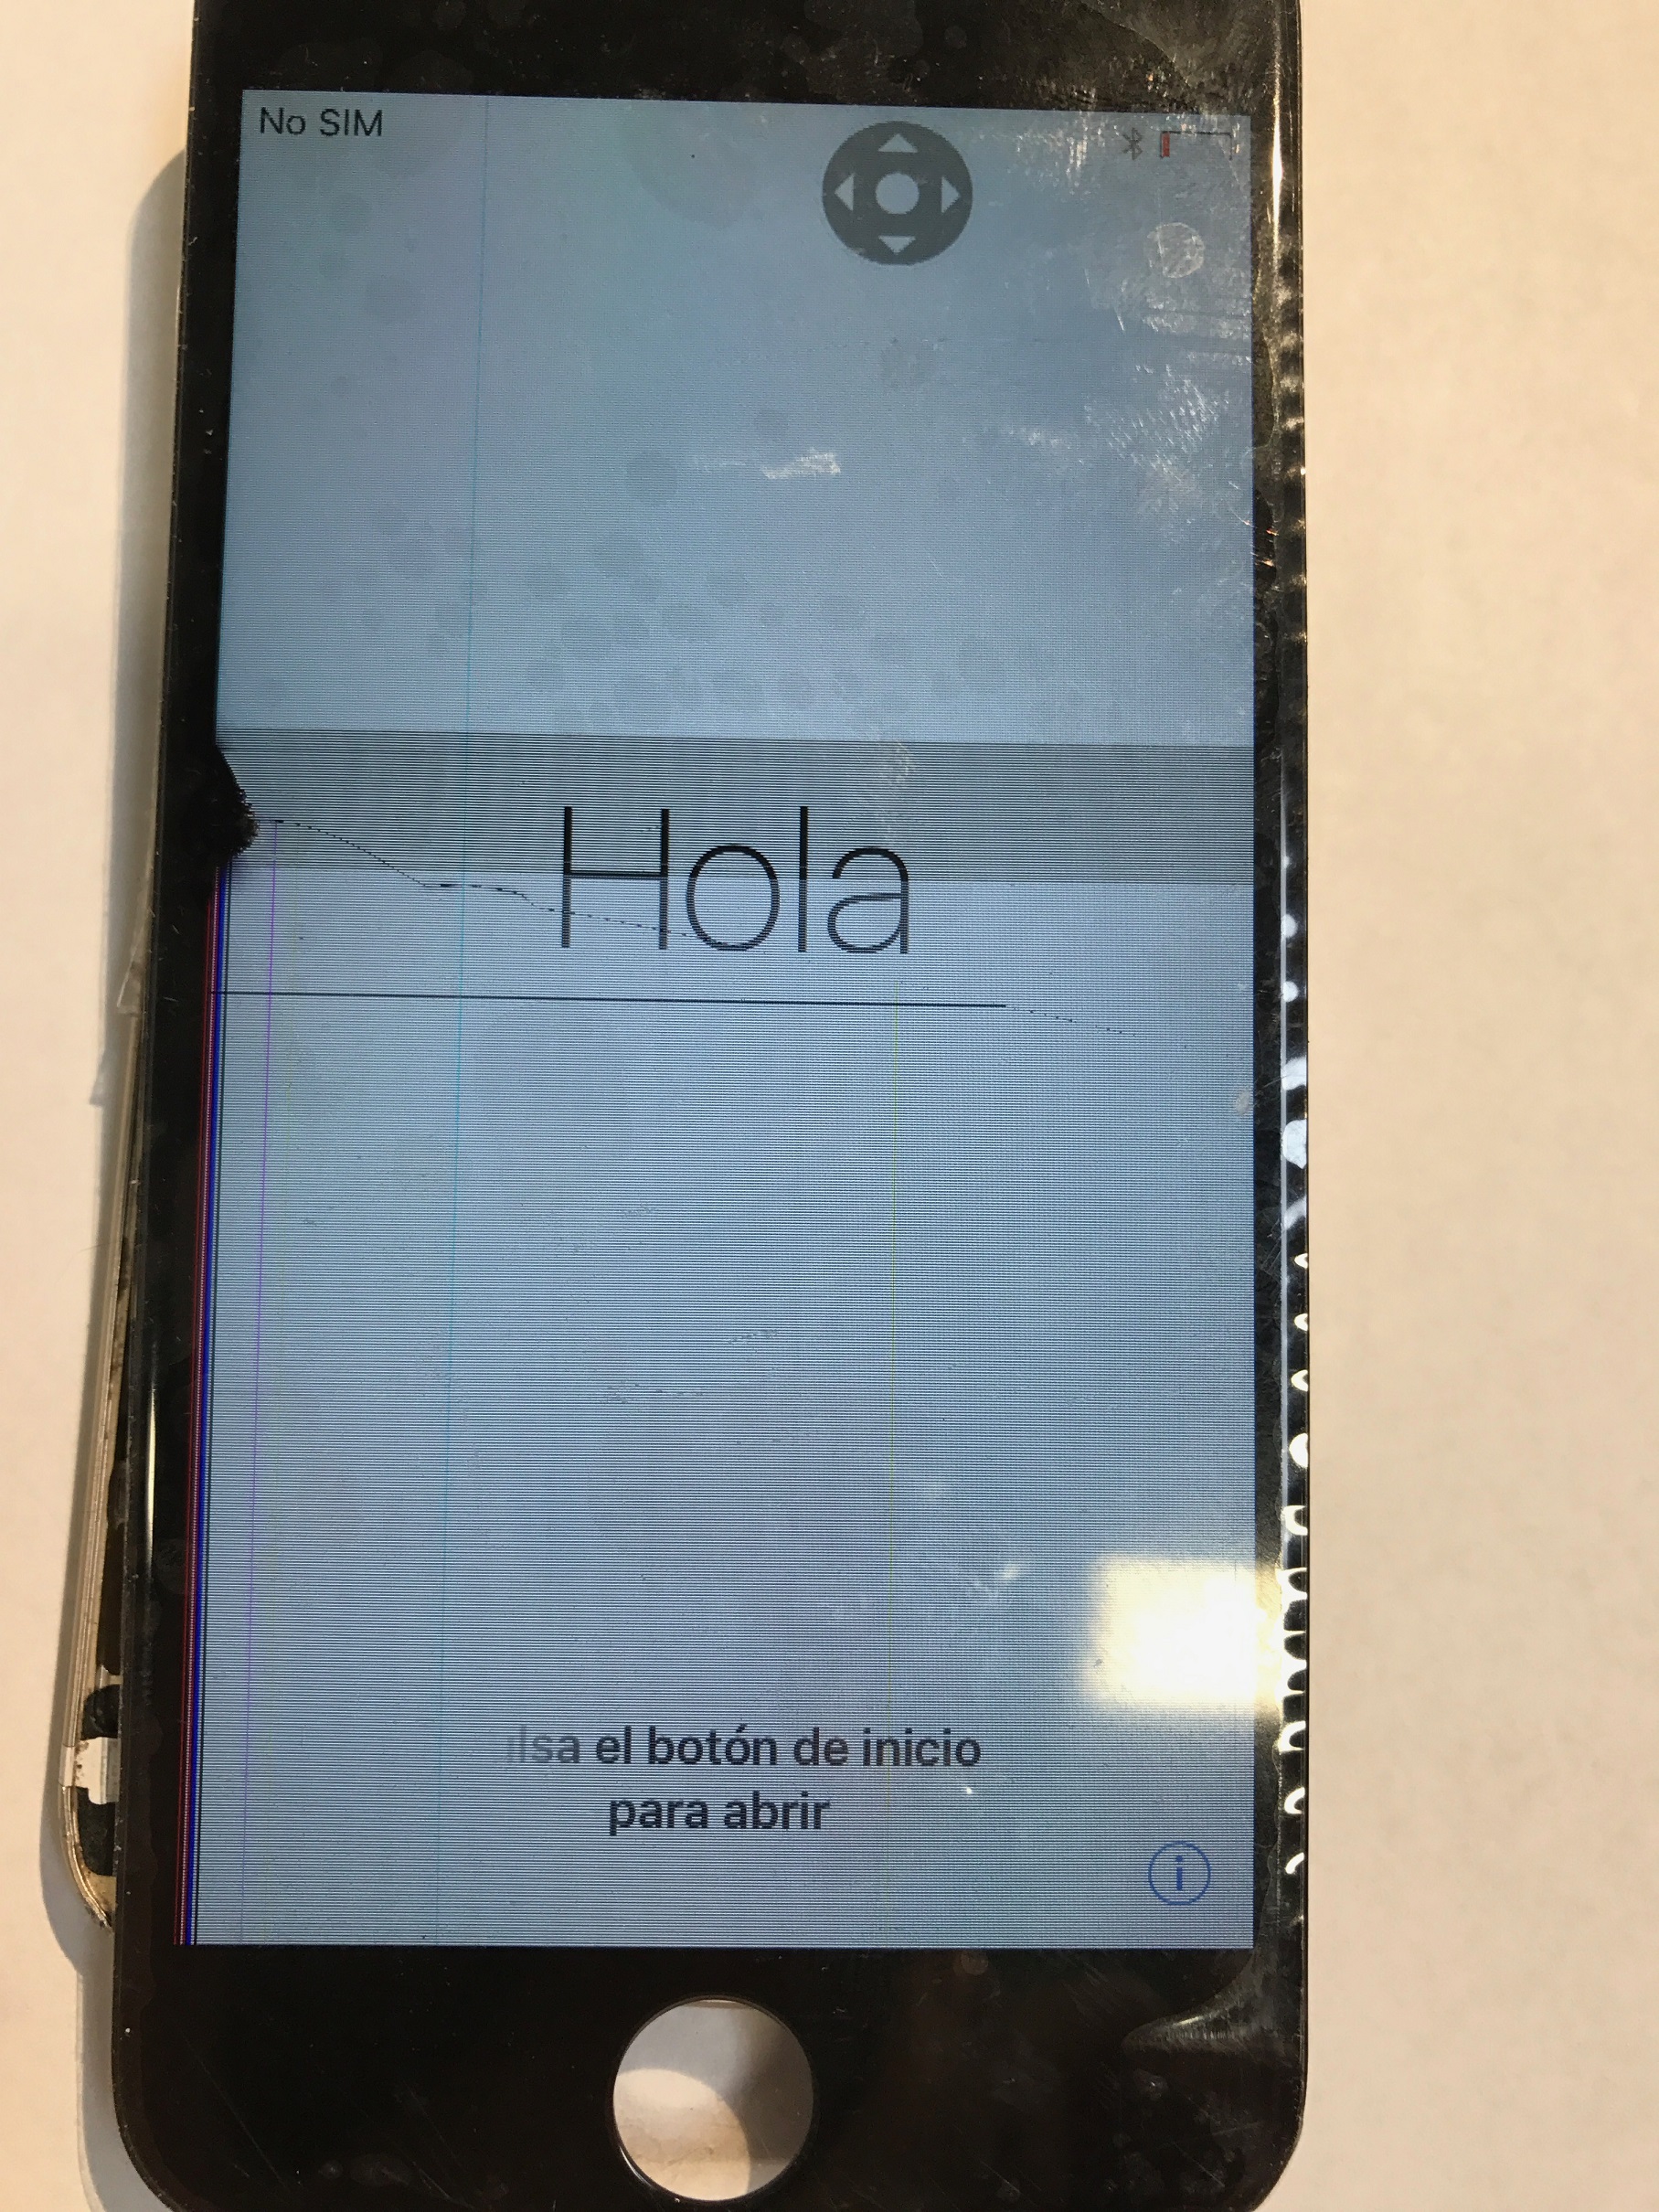 No SIM
Hola
el botón de inicio
para abrir
i